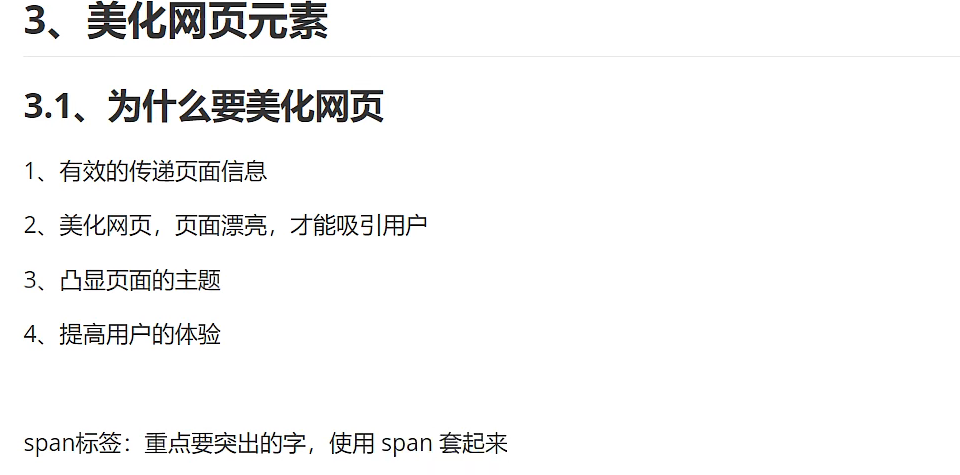 3、美化网页元素
3.1、为什么要美化网页
1、有效的传递页面信息
2、美化网页，页面漂亮，才能吸引用户
3、凸显页面的主题
4、提高用户的体验
span标签：重点要突出的字，使用 span 套起来